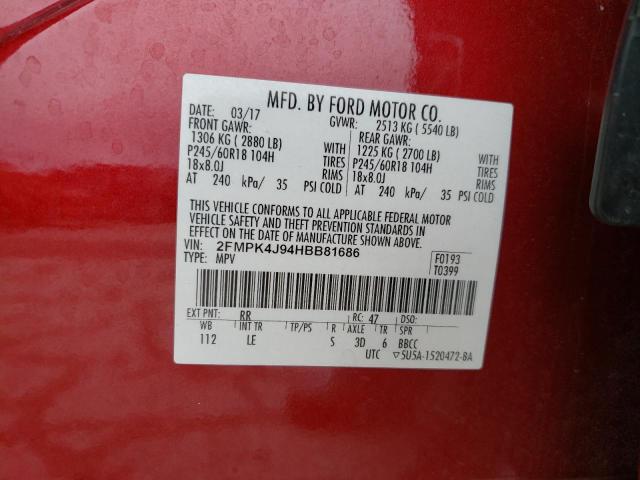 MFD. BY FORD MOTOR CO.
DATE: 03/17 GVWR: 2513 KG ( 5540 LB)
FRONT GAWR: REAR GAWR:
1306 KG ( 2880 LB) WITH 1225 KG ( 2700 LB) WITH
P245/60R18 104H TIRES P245/60R18 104H TIRES
18x8.0J RIMS 18x8.0J RIMS
AT 240 kPa/ 35 PSI COLD AT 240 kPa/ 35 PSI COLD
THIS VEHICLE CONFORMS TO ALL APPLICABLE FEDERAL MOTOR
VEHICLE SAFETY AND THEFT PREVENTION STANDARDS IN EFFECT
ON THE DATE OF MANUFACTURE SHOWN ABOVE.
VIN: 2FMPK4J94HBB81686 F0193
TYPE: MPV T0399
EXT PNT: RR RC: 47 DSO:
WB INT TR TP/PS R AXLE TR SPR
112 LE S 3D 6 BBCC
UTC ▽5U5A-1520472-BA